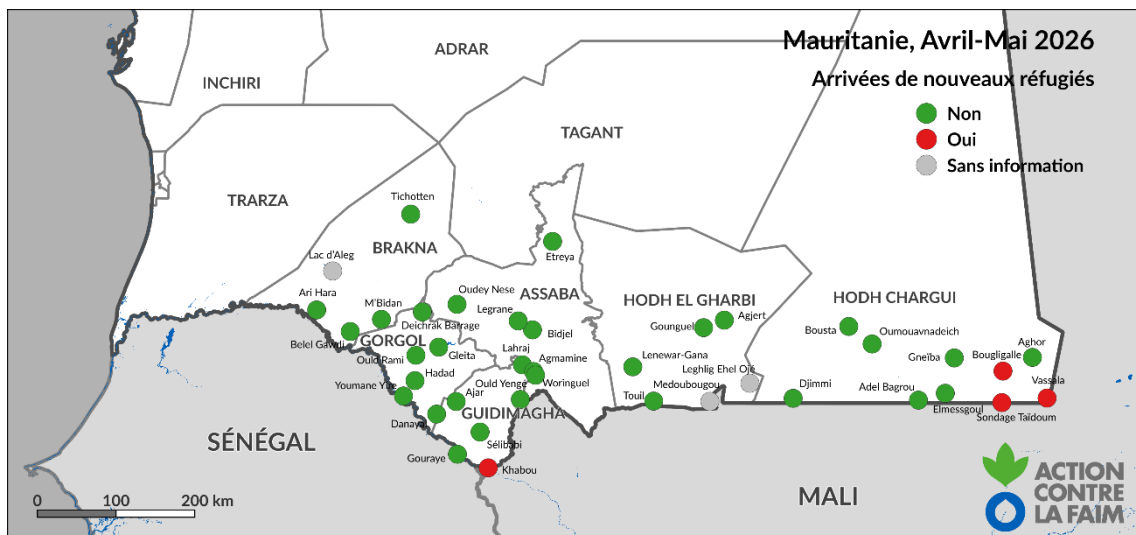 Mauritanie, Avril-Mai 2026
Arrivées de nouveaux réfugiés
Non
Oui
Sans information
ADRAR
INCHIRI
TAGANT
TRARZA
Tichotten
BRAKNA
Lac d'Aleg
Etreya
Ari Hara
M'Bidan
Oudey Nese
ASSABA
Legrane
HODH EL GHARBI
HODH CHARGUI
Deichrak Barrage
Bidjel
Agjert
Gounguel
Bousta
Oumouavnadeich
Belel Gawdi
GORGOL
Gleita
Lahraj
Agmamine
Lenewar-Gana
Gneïba
Aghor
Bougligalle
Ould Rami
Hadad
Ould Yengé
Woringuel
Leghlig Ehel Oje
Youmane Yire
Ajar
Touil
Medoubougou
Djimmi
Adel Bagrou
Elmessgoul
Vassala
Sondage Taïdoum
GUIDIMAGHA
Danayal
Sélibabi
Gouraye
Khabou
SÉNÉGAL
MALI
0 100 200 km
ACTION
CONTRE
LA FAIM